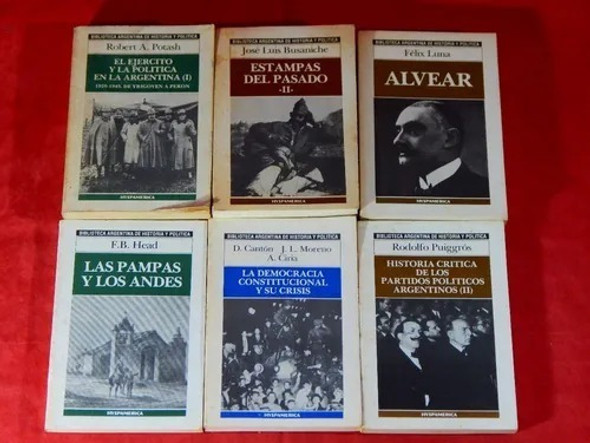 BIBLIOTECA ARGENTINA DE HISTORIA Y POLITICA
Robert A. Potash
EL EJERCITO
Y LA POLITICA
EN LA ARGENTINA (I)
1928-1945. DE YRIGOYEN A PERON
HYSPAMERICA
BIBLIOTECA ARGENTINA DE HISTORIA Y POLITICA
José Luis Busaniche
ESTAMPAS
DEL PASADO
-II-
HYSPAMERICA
BIBLIOTECA ARGENTINA DE HISTORIA Y POLITICA
Félix Luna
ALVEAR
HYSPAMERICA
BIBLIOTECA ARGENTINA DE HISTORIA Y POLITICA
F.B. Head
LAS PAMPAS
Y LOS ANDES
HYSPAMERICA
BIBLIOTECA ARGENTINA DE HISTORIA Y POLITICA
D. Cantón J. L. Moreno
A. Ciria
LA DEMOCRACIA
CONSTITUCIONAL
Y SU CRISIS
HYSPAMERICA
BIBLIOTECA ARGENTINA DE HISTORIA Y POLITICA
Rodolfo Puiggrós
HISTORIA CRITICA
DE LOS
PARTIDOS POLITICOS
ARGENTINOS (II)
HYSPAMERICA